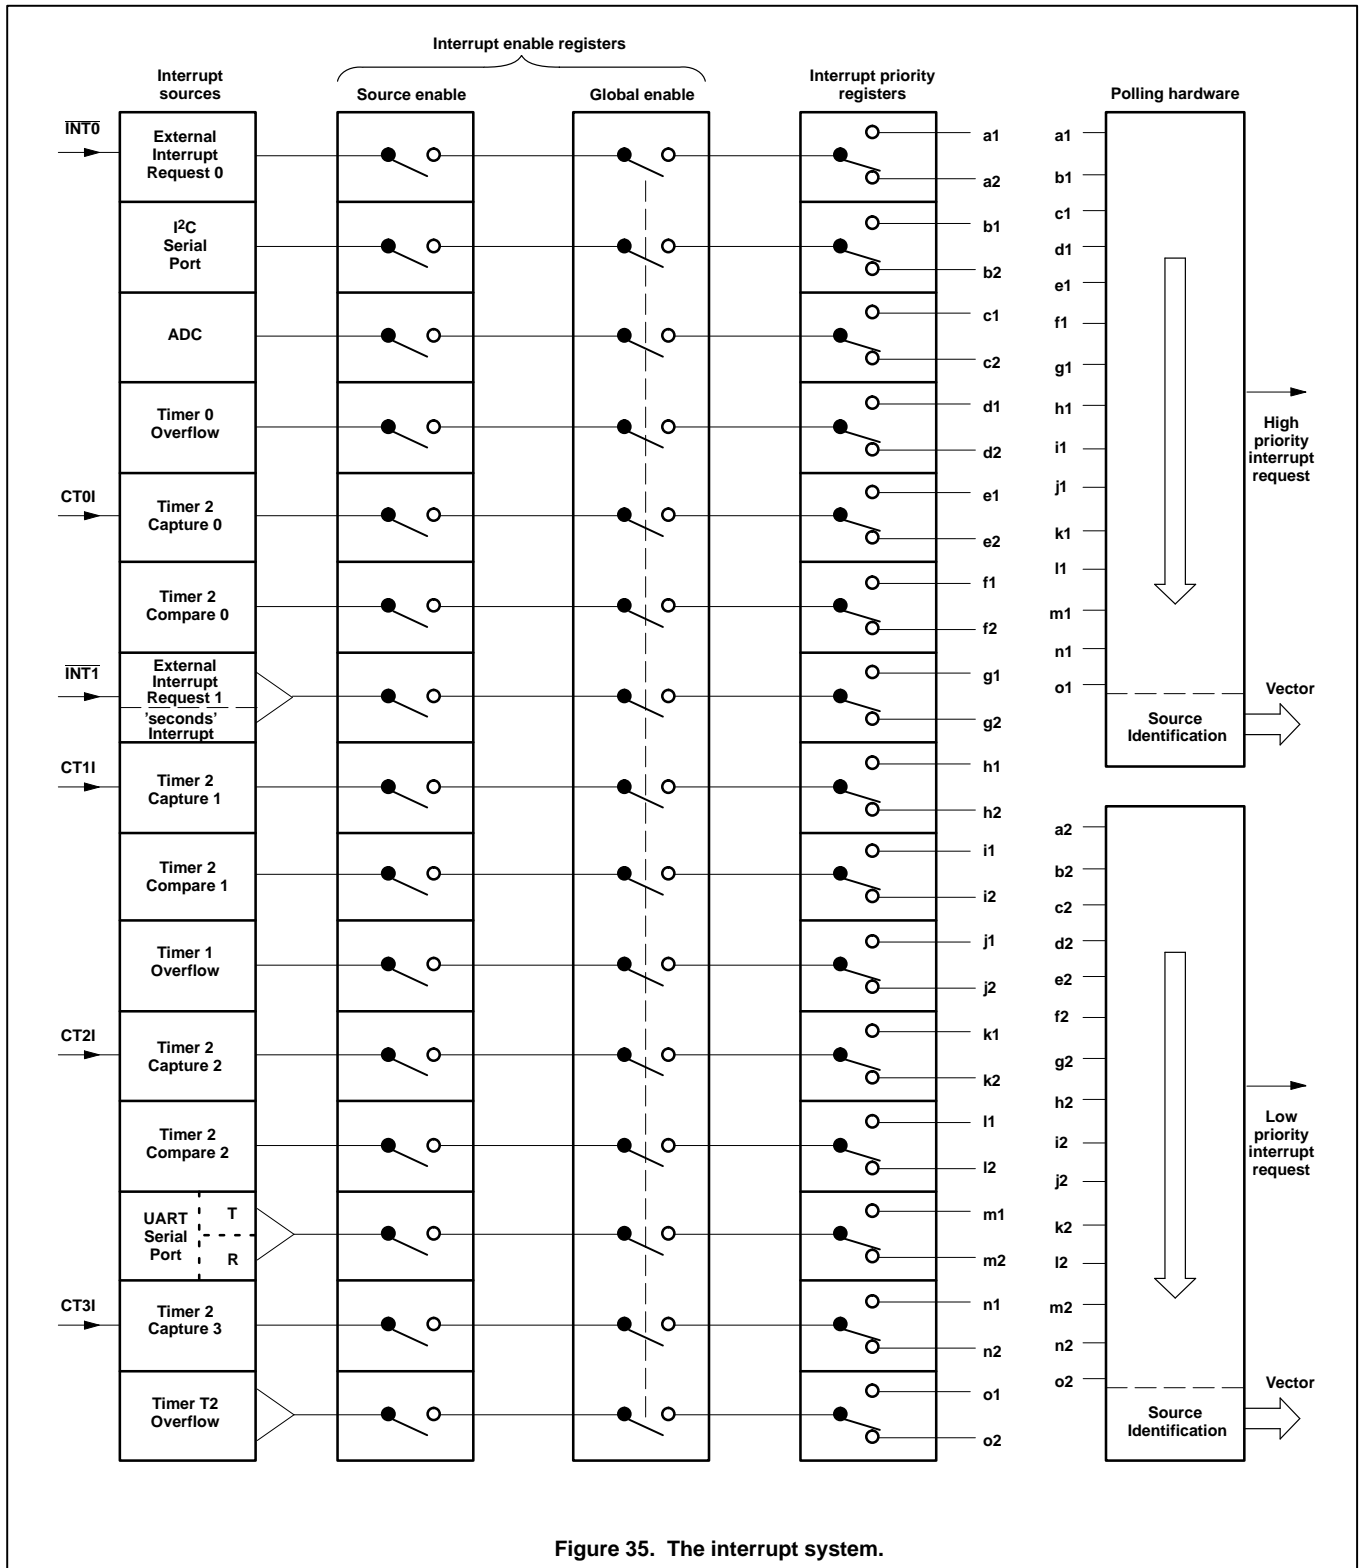 Interrupt enable registers
Interrupt
sources
Source enable
Global enable
Interrupt priority
registers
Polling hardware
INT0
External
Interrupt
Request 0
a1
a2
I2C
Serial
Port
b1
b2
ADC
c1
c2
Timer 0
Overflow
d1
d2
CT0I
Timer 2
Capture 0
e1
e2
Timer 2
Compare 0
f1
f2
INT1
External
Interrupt
Request 1
'seconds'
Interrupt
g1
g2
CT1I
Timer 2
Capture 1
h1
h2
Timer 2
Compare 1
i1
i2
Timer 1
Overflow
j1
j2
CT2I
Timer 2
Capture 2
k1
k2
Timer 2
Compare 2
l1
l2
UART
Serial
Port
T
R
m1
m2
CT3I
Timer 2
Capture 3
n1
n2
Timer T2
Overflow
o1
o2
a1
b1
c1
d1
e1
f1
g1
h1
i1
j1
k1
l1
m1
n1
o1
High
priority
interrupt
request
Source
Identification
Vector
a2
b2
c2
d2
e2
f2
g2
h2
i2
j2
k2
l2
m2
n2
o2
Low
priority
interrupt
request
Source
Identification
Vector
Figure 35. The interrupt system.